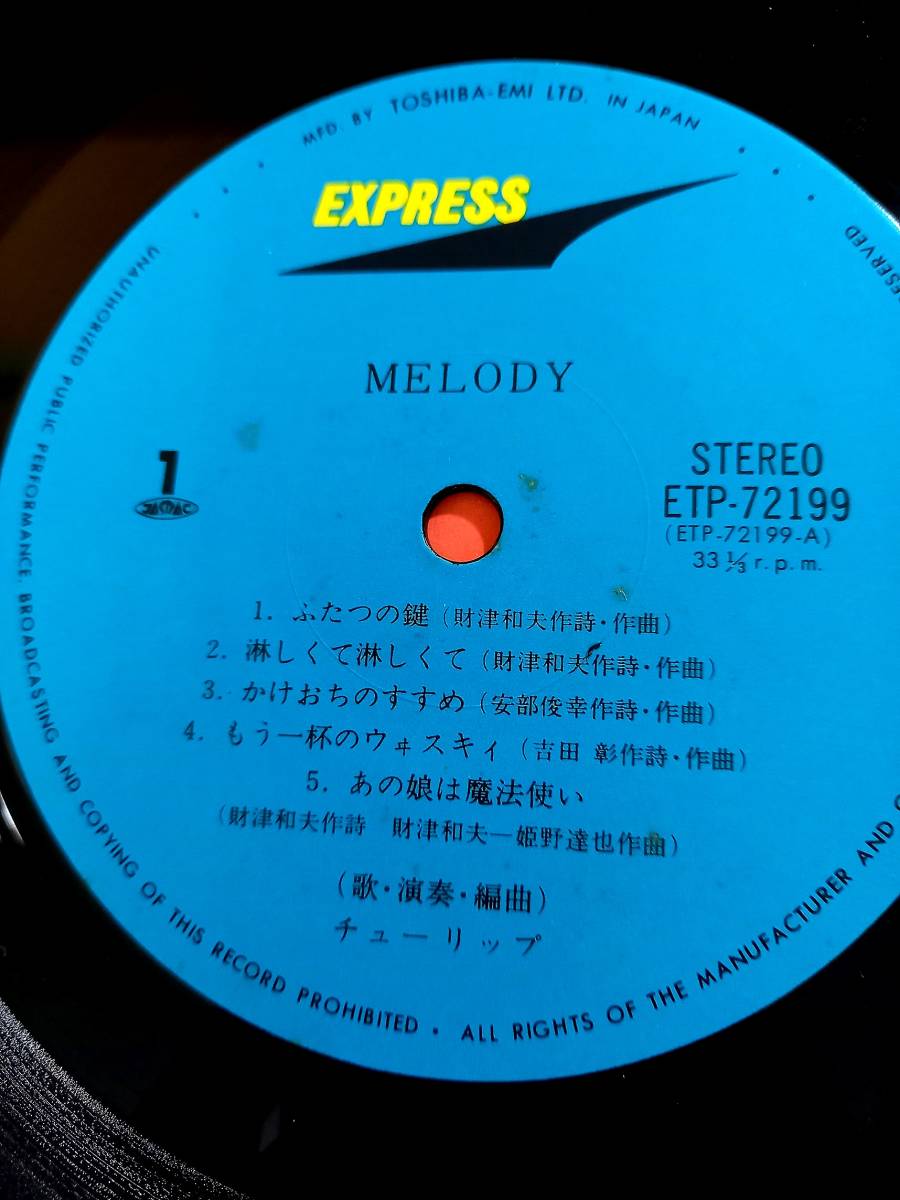 MFD. BY TOSHIBA-EMI LTD. IN JAPAN
EXPRESS
MELODY
1
STEREO
ETP-72199
(ETP-72199-A)
33 1/3 r.p.m.
1. ふたつの鍵 (財津和夫作詩・作曲)
2. 淋しくて淋しくて (財津和夫作詩・作曲)
3. かけおちのすすめ (安部俊幸作詩・作曲)
4. もう一杯のウヰスキィ (吉田 彰作詩・作曲)
5. あの娘は魔法使い
(財津和夫作詩 財津和夫―姫野達也作曲)
(歌・演奏・編曲)
チューリップ
UNAUTHORIZED PUBLIC PERFORMANCE, BROADCASTING AND COPYING OF THIS RECORD PROHIBITED • ALL RIGHTS OF THE MANUFACTURER AND
RESERVED